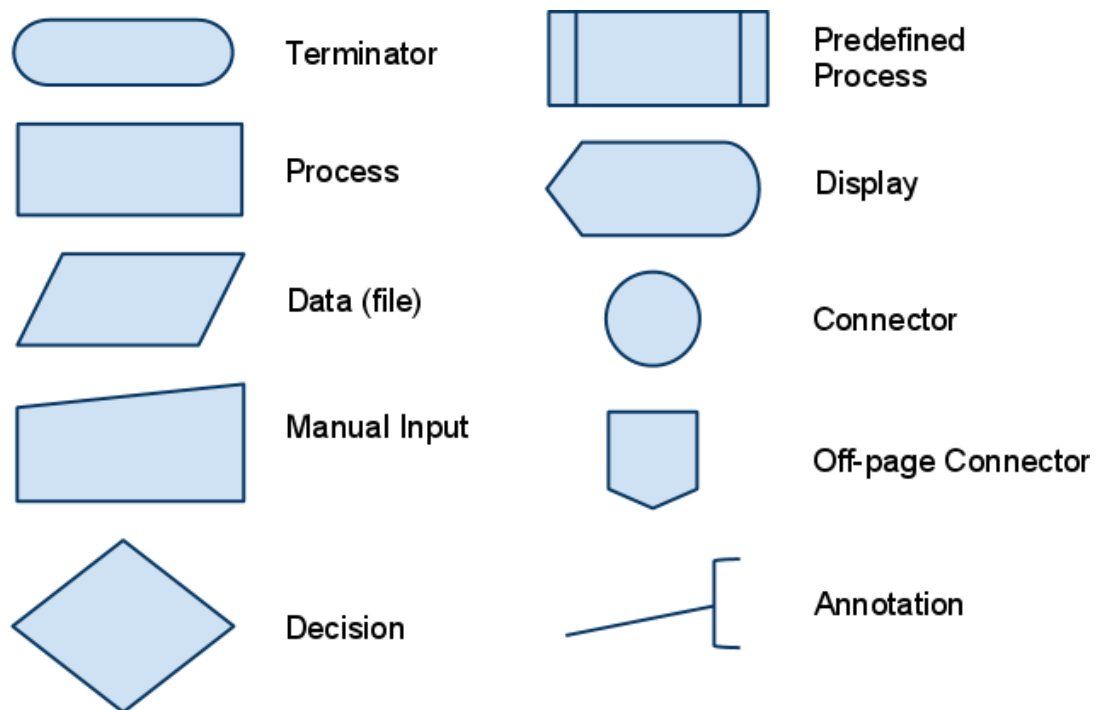 Terminator
Process
Data (file)
Manual Input
Decision
Predefined
Process
Display
Connector
Off-page Connector
Annotation